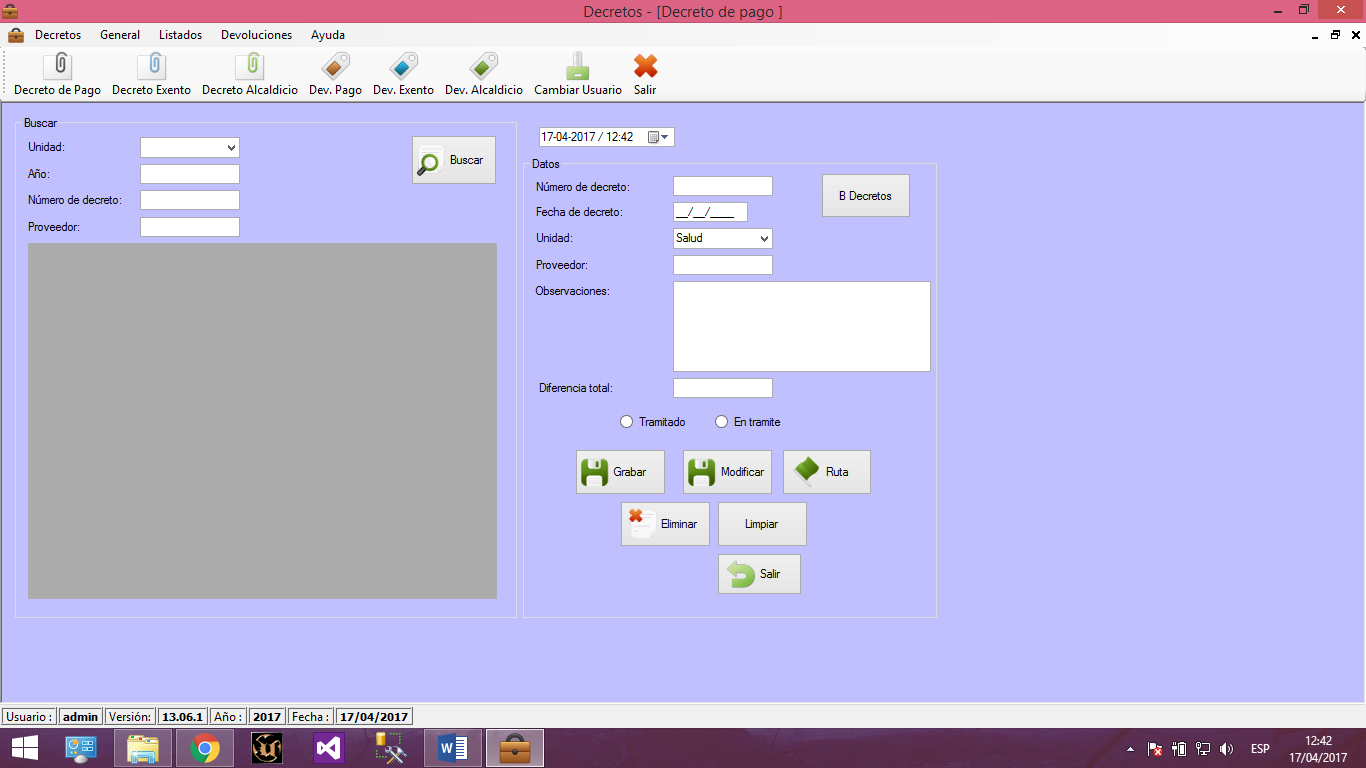 Decretos - [Decreto de pago ]
Decretos General Listados Devoluciones Ayuda
Decreto de Pago Decreto Exento Decreto Alcaldicio Dev. Pago Dev. Exento Dev. Alcaldicio Cambiar Usuario Salir
Buscar
Unidad:
Año:
Número de decreto:
Proveedor:
Buscar
17-04-2017 / 12:42
Datos
Número de decreto:
B Decretos
Fecha de decreto: __/__/____
Unidad: Salud
Proveedor:
Observaciones:
Diferencia total:
Tramitado En tramite
Grabar Modificar Ruta
Eliminar Limpiar
Salir
Usuario : admin Versión: 13.06.1 Año : 2017 Fecha : 17/04/2017
ESP 12:42
17/04/2017